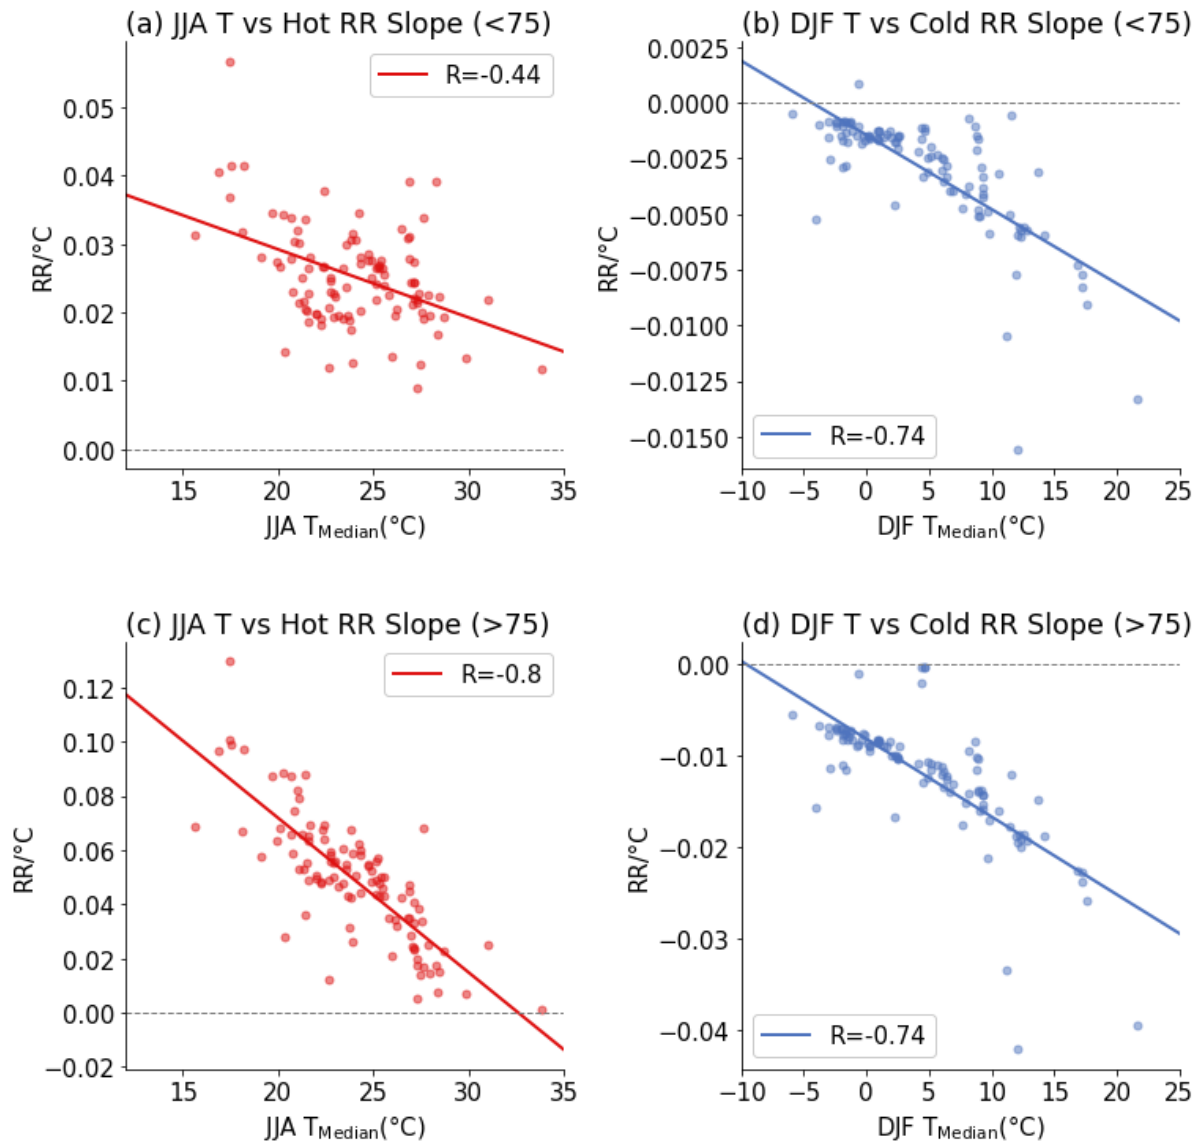 (a) JJA T vs Hot RR Slope (<75)
R=-0.44
RR/°C
0.05
0.04
0.03
0.02
0.01
0.00
15 20 25 30 35
JJA T_Median(°C)
(b) DJF T vs Cold RR Slope (<75)
R=-0.74
RR/°C
0.0025
0.0000
−0.0025
−0.0050
−0.0075
−0.0100
−0.0125
−0.0150
−10 −5 0 5 10 15 20 25
DJF T_Median(°C)
(c) JJA T vs Hot RR Slope (>75)
R=-0.8
RR/°C
0.12
0.10
0.08
0.06
0.04
0.02
0.00
−0.02
15 20 25 30 35
JJA T_Median(°C)
(d) DJF T vs Cold RR Slope (>75)
R=-0.74
RR/°C
0.00
−0.01
−0.02
−0.03
−0.04
−10 −5 0 5 10 15 20 25
DJF T_Median(°C)